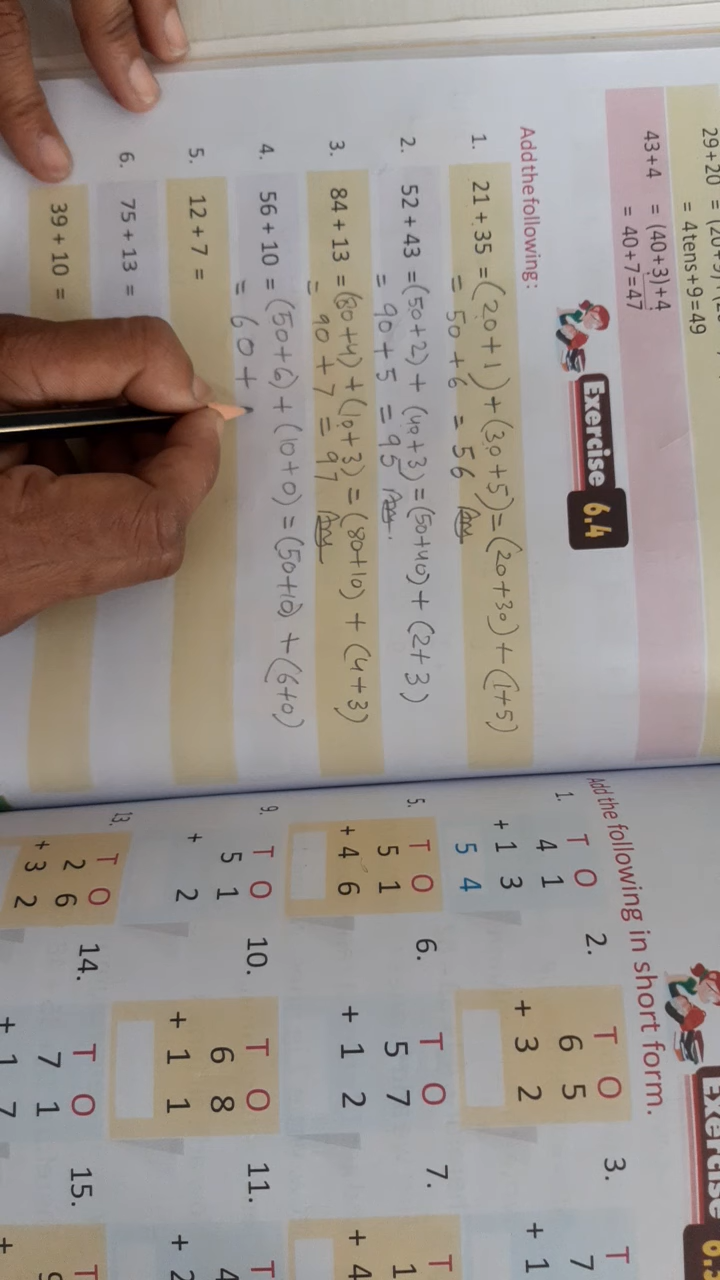 29+20
= 4tens+9=49
43+4 = (40+3)+4
= 40+7=47
Exercise 6.4
Add the following:
1. 21+35 =(20+1)+(30+5)=(20+30)+(1+5)
= 50+6 = 56 Ans
2. 52+43 =(50+2)+(40+3)=(50+40)+(2+3)
= 90+5 = 95 Ans.
3. 84+13 =(80+4)+(10+3)=(80+10)+(4+3)
= 90+7 = 97 Ans
4. 56+10 =(50+6)+(10+0)=(50+10)+(6+0)
= 60+
5. 12+7 =
6. 75+13 =
39+10 =
Add the following in short form.
1. 2. 3.
T O T O T
4 1 6 5 7
+ 1 3 + 3 2 + 1
5 4
5. 6. 7.
T O T O T
5 1 5 7 1
+ 4 6 + 1 2 + 4
9. 10. 11.
T O T O T
5 1 6 8 4
+ 2 + 1 1 + 2
13. 14. 15.
T O T O T
2 6 7 1
+ 3 2 + 1 7 +